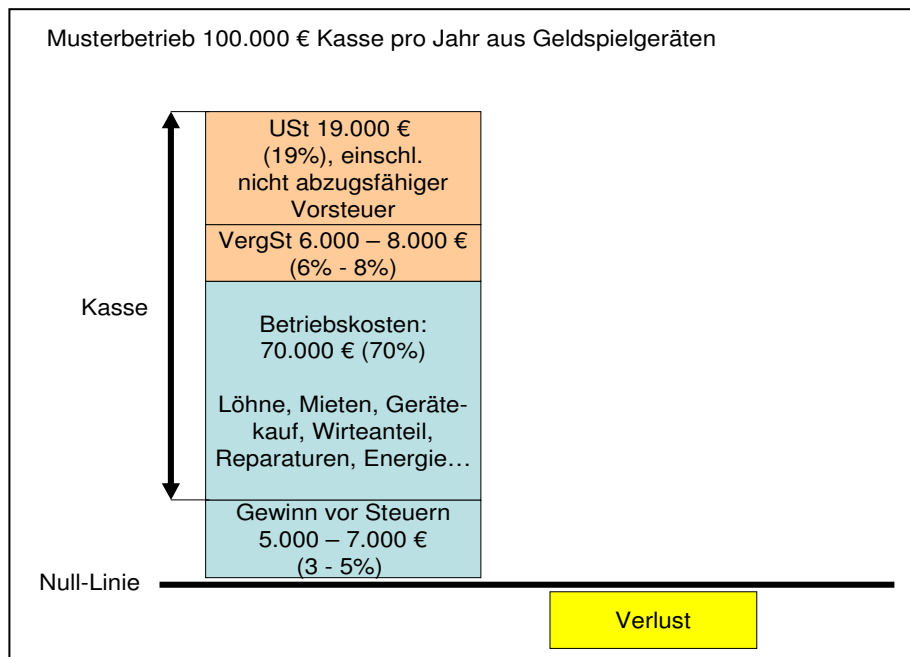 Musterbetrieb 100.000 € Kasse pro Jahr aus Geldspielgeräten
USt 19.000 €
(19%), einschl.
nicht abzugsfähiger
Vorsteuer
VergSt 6.000 – 8.000 €
(6% - 8%)
Kasse
Betriebskosten:
70.000 € (70%)
Löhne, Mieten, Geräte-
kauf, Wirteanteil,
Reparaturen, Energie…
Gewinn vor Steuern
5.000 – 7.000 €
(3 - 5%)
Null-Linie
Verlust